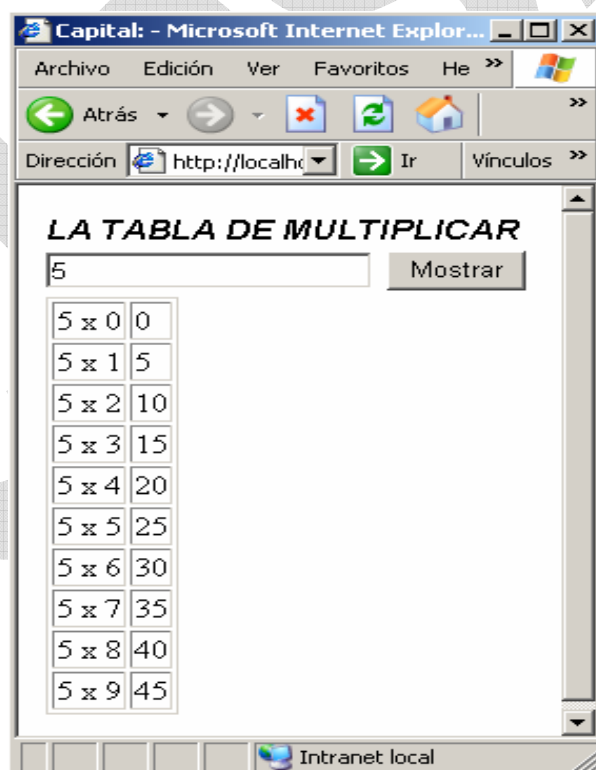 Capital: - Microsoft Internet Explor...
Archivo Edición Ver Favoritos He »
Atrás »
Dirección http://localho Ir Vínculos »
LA TABLA DE MULTIPLICAR
5 Mostrar
5 x 0 0
5 x 1 5
5 x 2 10
5 x 3 15
5 x 4 20
5 x 5 25
5 x 6 30
5 x 7 35
5 x 8 40
5 x 9 45
Intranet local